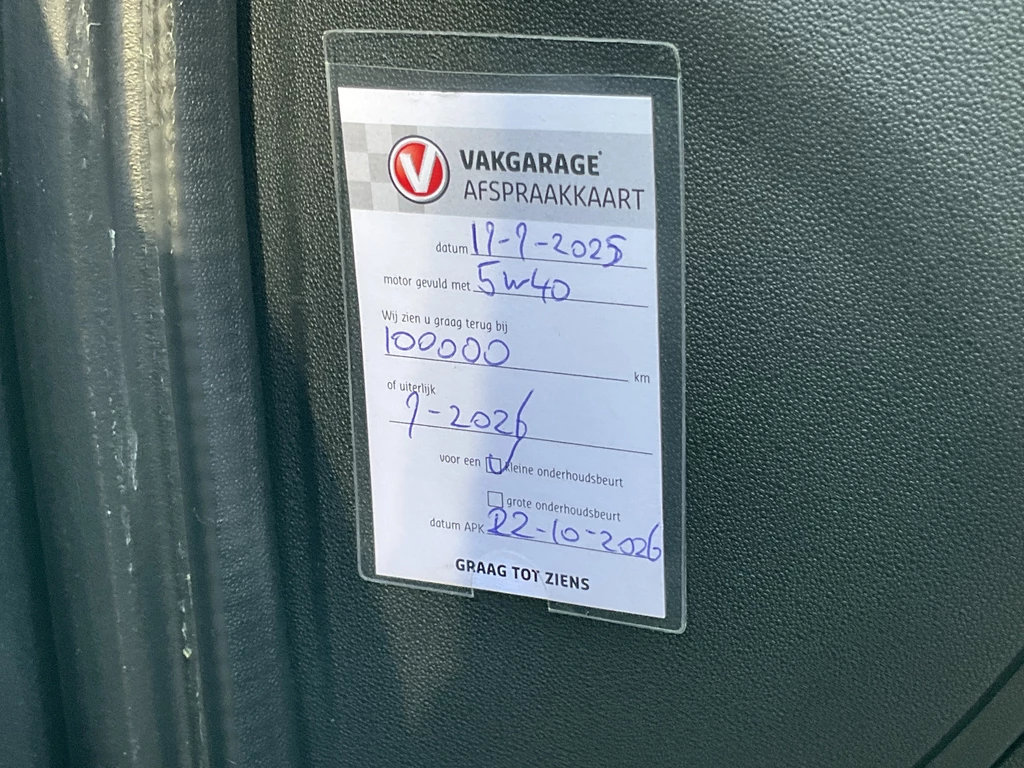 V VAKGARAGE
AFSPRAAKKAART
datum 19-9-2025
motor gevuld met 5W40
Wij zien u graag terug bij
100000 km
of uiterlijk
9-2026
voor een kleine onderhoudsbeurt
grote onderhoudsbeurt
datum APK 22-10-2026
GRAAG TOT ZIENS